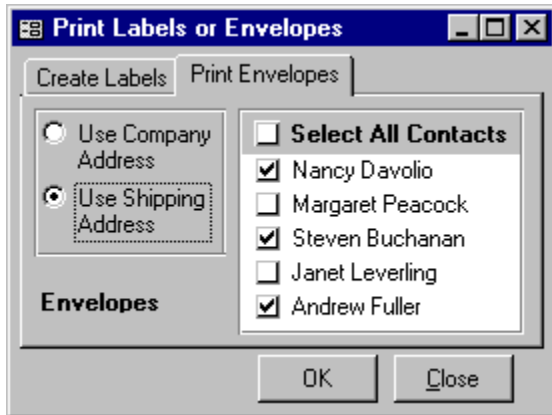 Print Labels or Envelopes
Create Labels
Print Envelopes
Use Company
Address
Use Shipping
Address
Envelopes
Select All Contacts
Nancy Davolio
Margaret Peacock
Steven Buchanan
Janet Leverling
Andrew Fuller
OK
Close